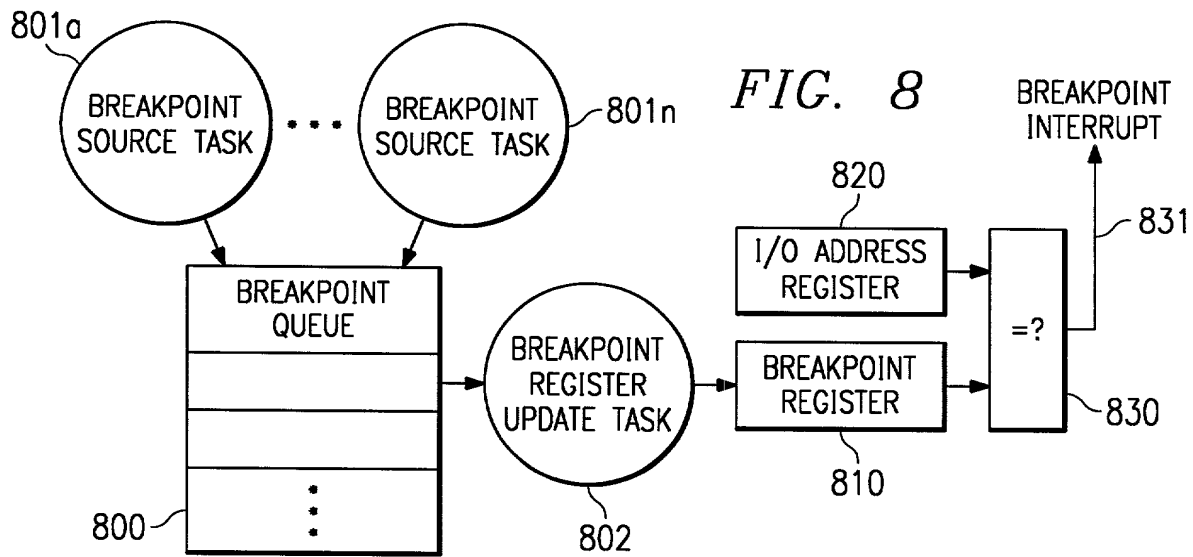 801a
BREAKPOINT
SOURCE TASK
BREAKPOINT
SOURCE TASK
801n
FIG. 8
BREAKPOINT
INTERRUPT
820
831
I/O ADDRESS
REGISTER
BREAKPOINT
QUEUE
=?
BREAKPOINT
REGISTER
UPDATE TASK
BREAKPOINT
REGISTER
830
810
800
802